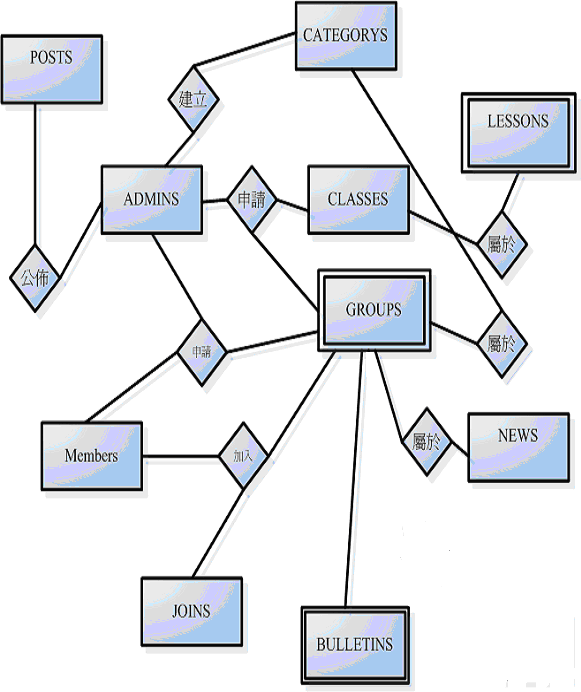 CATEGORYS
POSTS
建立
LESSONS
ADMINS
申請
CLASSES
屬於
公佈
GROUPS
申請
屬於
NEWS
屬於
Members
加入
JOINS
BULLETINS